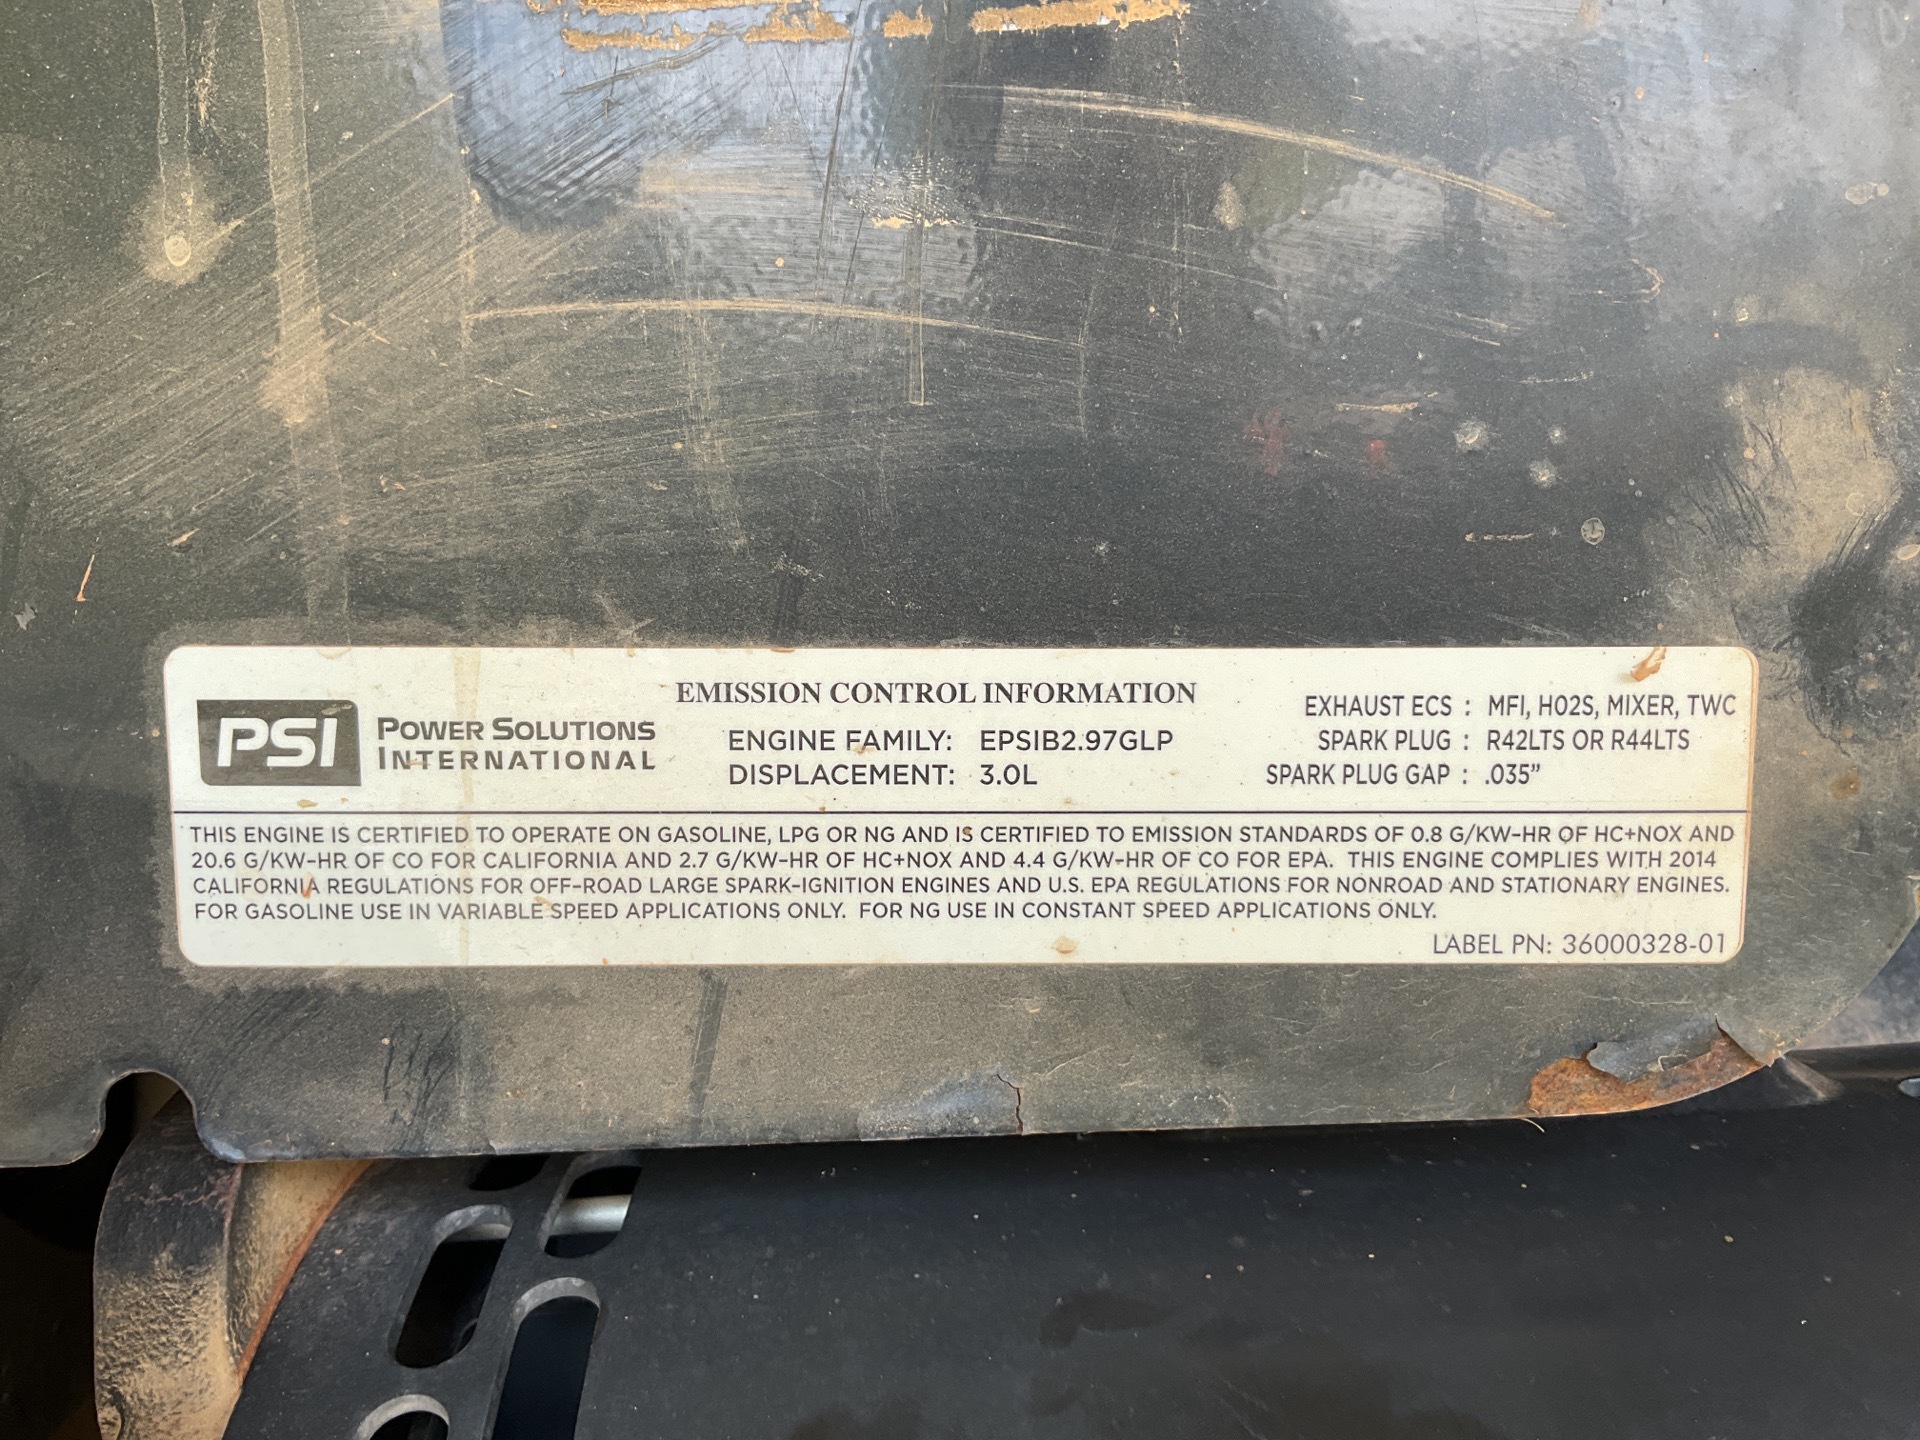 EMISSION CONTROL INFORMATION
PSI POWER SOLUTIONS
INTERNATIONAL
ENGINE FAMILY: EPSIB2.97GLP
DISPLACEMENT: 3.0L
EXHAUST ECS : MFI, H02S, MIXER, TWC
SPARK PLUG : R42LTS OR R44LTS
SPARK PLUG GAP : .035”
THIS ENGINE IS CERTIFIED TO OPERATE ON GASOLINE, LPG OR NG AND IS CERTIFIED TO EMISSION STANDARDS OF 0.8 G/KW-HR OF HC+NOX AND
20.6 G/KW-HR OF CO FOR CALIFORNIA AND 2.7 G/KW-HR OF HC+NOX AND 4.4 G/KW-HR OF CO FOR EPA. THIS ENGINE COMPLIES WITH 2014
CALIFORNIA REGULATIONS FOR OFF-ROAD LARGE SPARK-IGNITION ENGINES AND U.S. EPA REGULATIONS FOR NONROAD AND STATIONARY ENGINES.
FOR GASOLINE USE IN VARIABLE SPEED APPLICATIONS ONLY. FOR NG USE IN CONSTANT SPEED APPLICATIONS ONLY.
LABEL PN: 36000328-01